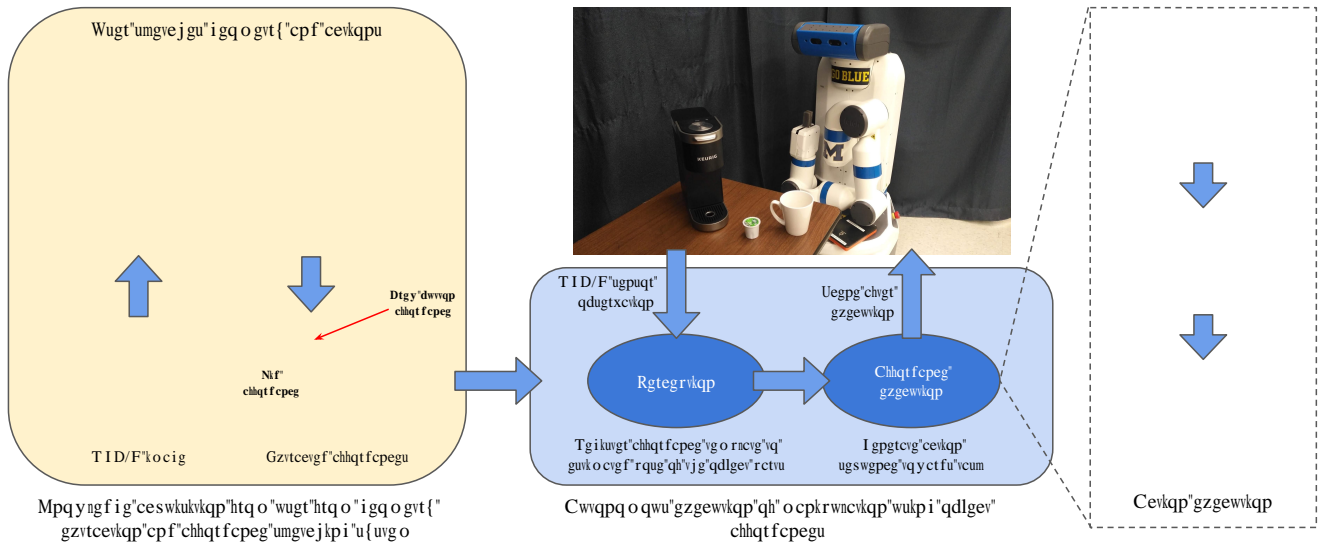 Wugt"umgvejgu"igqogvt{"cpf"cevkqpu
Dtgy"dwvvqp
chhqtfcpeg
Nkf"
chhqtfcpeg
TID/F"kocig
Gzvtcevgf"chhqtfcpegu
Mpqyngfig"ceswkukvkqp"htqo"wugt"htqo"igqogvt{"
gzvtcevkqp"cpf"chhqtfcpeg"umgvejkpi"u{uvgo
GO BLUE
M
KEURIG
TID/F"ugpuqt"
qdugtxcvkqp
Uegpg"chvgt"
gzgewvkqp
Rgtegrvkqp
Chhqtfcpeg"
gzgewvkqp
Tgikuvgt"chhqtfcpeg"vgorncvg"vq"
guvkocvgf"rqug"qh"vjg"qdlgev"rctvu
Igpgtcvg"cevkqp"
ugswgpeg"vqyctfu"vcum
Cwvqpqoqwu"gzgewvkqp"qh"ocpkrwncvkqp"wukpi"qdlgev"
chhqtfcpegu
Cevkqp"gzgewvkqp